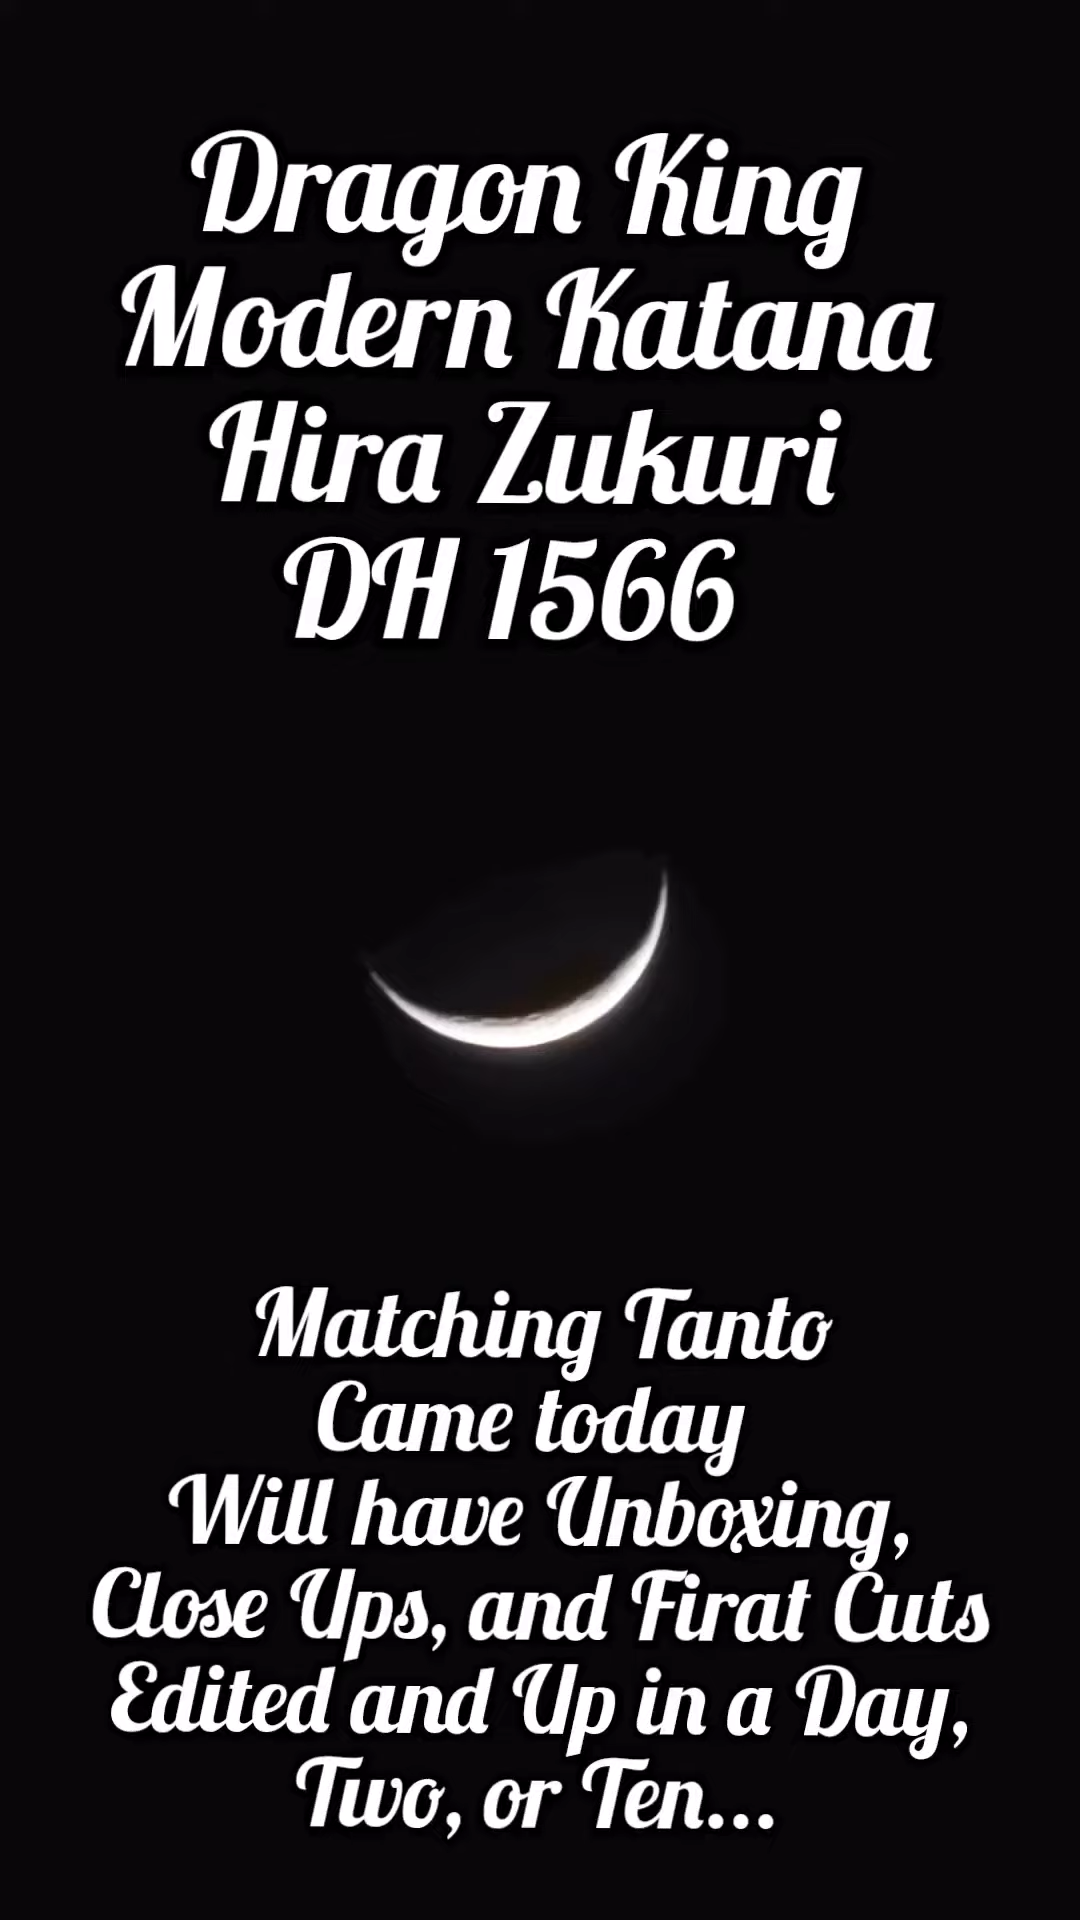 Dragon King
Modern Katana
Hira Zukuri
DH 1566
Matching Tanto
Came today
Will have Unboxing,
Close Ups, and Firat Cuts
Edited and Up in a Day,
Two, or Ten...